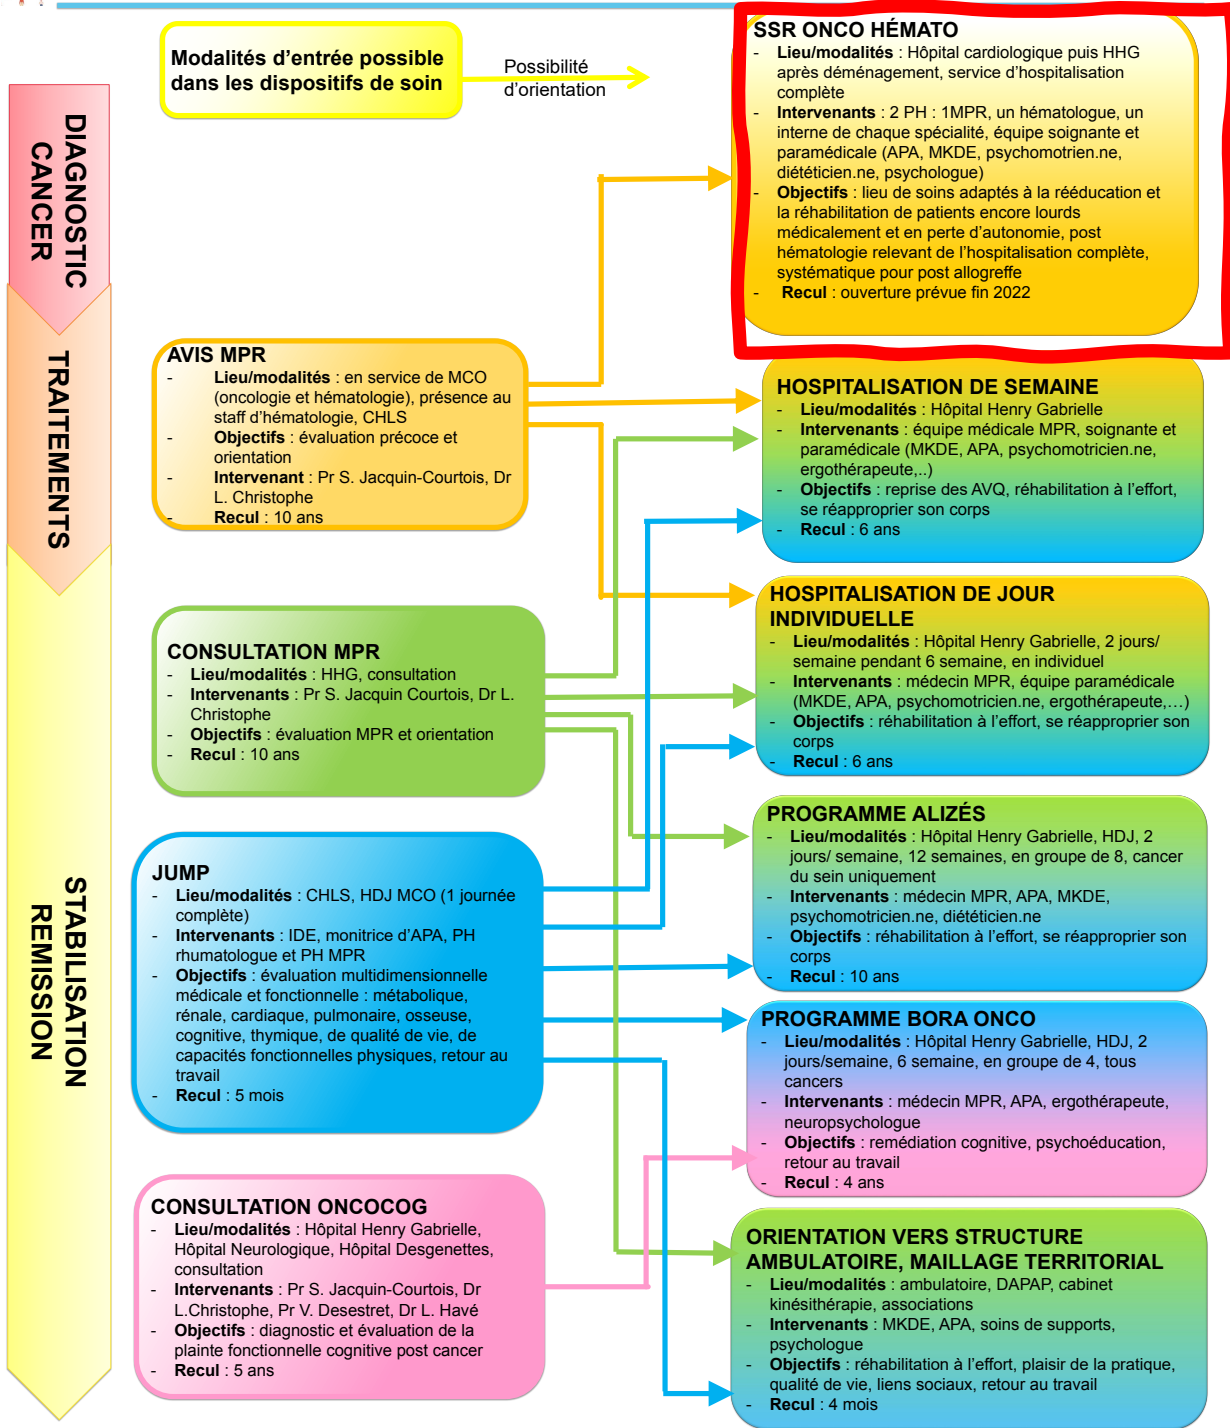 Modalités d'entrée possible
dans les dispositifs de soin
Possibilité
d'orientation
DIAGNOSTIC
CANCER
TRAITEMENTS
STABILISATION
REMISSION
AVIS MPR
- Lieu/modalités : en service de MCO
(oncologie et hématologie), présence au
staff d'hématologie, CHLS
- Objectifs : évaluation précoce et
orientation
- Intervenant : Pr S. Jacquin-Courtois, Dr
L. Christophe
- Recul : 10 ans
CONSULTATION MPR
- Lieu/modalités : HHG, consultation
- Intervenants : Pr S. Jacquin Courtois, Dr L.
Christophe
- Objectifs : évaluation MPR et orientation
- Recul : 10 ans
JUMP
- Lieu/modalités : CHLS, HDJ MCO (1 journée
complète)
- Intervenants : IDE, monitrice d'APA, PH
rhumatologue et PH MPR
- Objectifs : évaluation multidimensionnelle
médicale et fonctionnelle : métabolique,
rénale, cardiaque, pulmonaire, osseuse,
cognitive, thymique, de qualité de vie, de
capacités fonctionnelles physiques, retour au
travail
- Recul : 5 mois
CONSULTATION ONCOCOG
- Lieu/modalités : Hôpital Henry Gabrielle,
Hôpital Neurologique, Hôpital Desgenettes,
consultation
- Intervenants : Pr S. Jacquin-Courtois, Dr
L.Christophe, Pr V. Desestret, Dr L. Havé
- Objectifs : diagnostic et évaluation de la
plainte fonctionnelle cognitive post cancer
- Recul : 5 ans
SSR ONCO HÉMATO
- Lieu/modalités : Hôpital cardiologique puis HHG
après déménagement, service d'hospitalisation
complète
- Intervenants : 2 PH : 1MPR, un hématologue, un
interne de chaque spécialité, équipe soignante et
paramédicale (APA, MKDE, psychomotrien.ne,
diététicien.ne, psychologue)
- Objectifs : lieu de soins adaptés à la rééducation et
la réhabilitation de patients encore lourds
médicalement et en perte d'autonomie, post
hématologie relevant de l'hospitalisation complète,
systématique pour post allogreffe
- Recul : ouverture prévue fin 2022
HOSPITALISATION DE SEMAINE
- Lieu/modalités : Hôpital Henry Gabrielle
- Intervenants : équipe médicale MPR, soignante et
paramédicale (MKDE, APA, psychomotricien.ne,
ergothérapeute,..)
- Objectifs : reprise des AVQ, réhabilitation à l'effort,
se réapproprier son corps
- Recul : 6 ans
HOSPITALISATION DE JOUR
INDIVIDUELLE
- Lieu/modalités : Hôpital Henry Gabrielle, 2 jours/
semaine pendant 6 semaine, en individuel
- Intervenants : médecin MPR, équipe paramédicale
(MKDE, APA, psychomotricien.ne, ergothérapeute,…)
- Objectifs : réhabilitation à l'effort, se réapproprier son
corps
- Recul : 6 ans
PROGRAMME ALIZÉS
- Lieu/modalités : Hôpital Henry Gabrielle, HDJ, 2
jours/ semaine, 12 semaines, en groupe de 8, cancer
du sein uniquement
- Intervenants : médecin MPR, APA, MKDE,
psychomotricien.ne, diététicien.ne
- Objectifs : réhabilitation à l'effort, se réapproprier son
corps
- Recul : 10 ans
PROGRAMME BORA ONCO
- Lieu/modalités : Hôpital Henry Gabrielle, HDJ, 2
jours/semaine, 6 semaine, en groupe de 4, tous
cancers
- Intervenants : médecin MPR, APA, ergothérapeute,
neuropsychologue
- Objectifs : remédiation cognitive, psychoéducation,
retour au travail
- Recul : 4 ans
ORIENTATION VERS STRUCTURE
AMBULATOIRE, MAILLAGE TERRITORIAL
- Lieu/modalités : ambulatoire, DAPAP, cabinet
kinésithérapie, associations
- Intervenants : MKDE, APA, soins de supports,
psychologue
- Objectifs : réhabilitation à l'effort, plaisir de la pratique,
qualité de vie, liens sociaux, retour au travail
- Recul : 4 mois